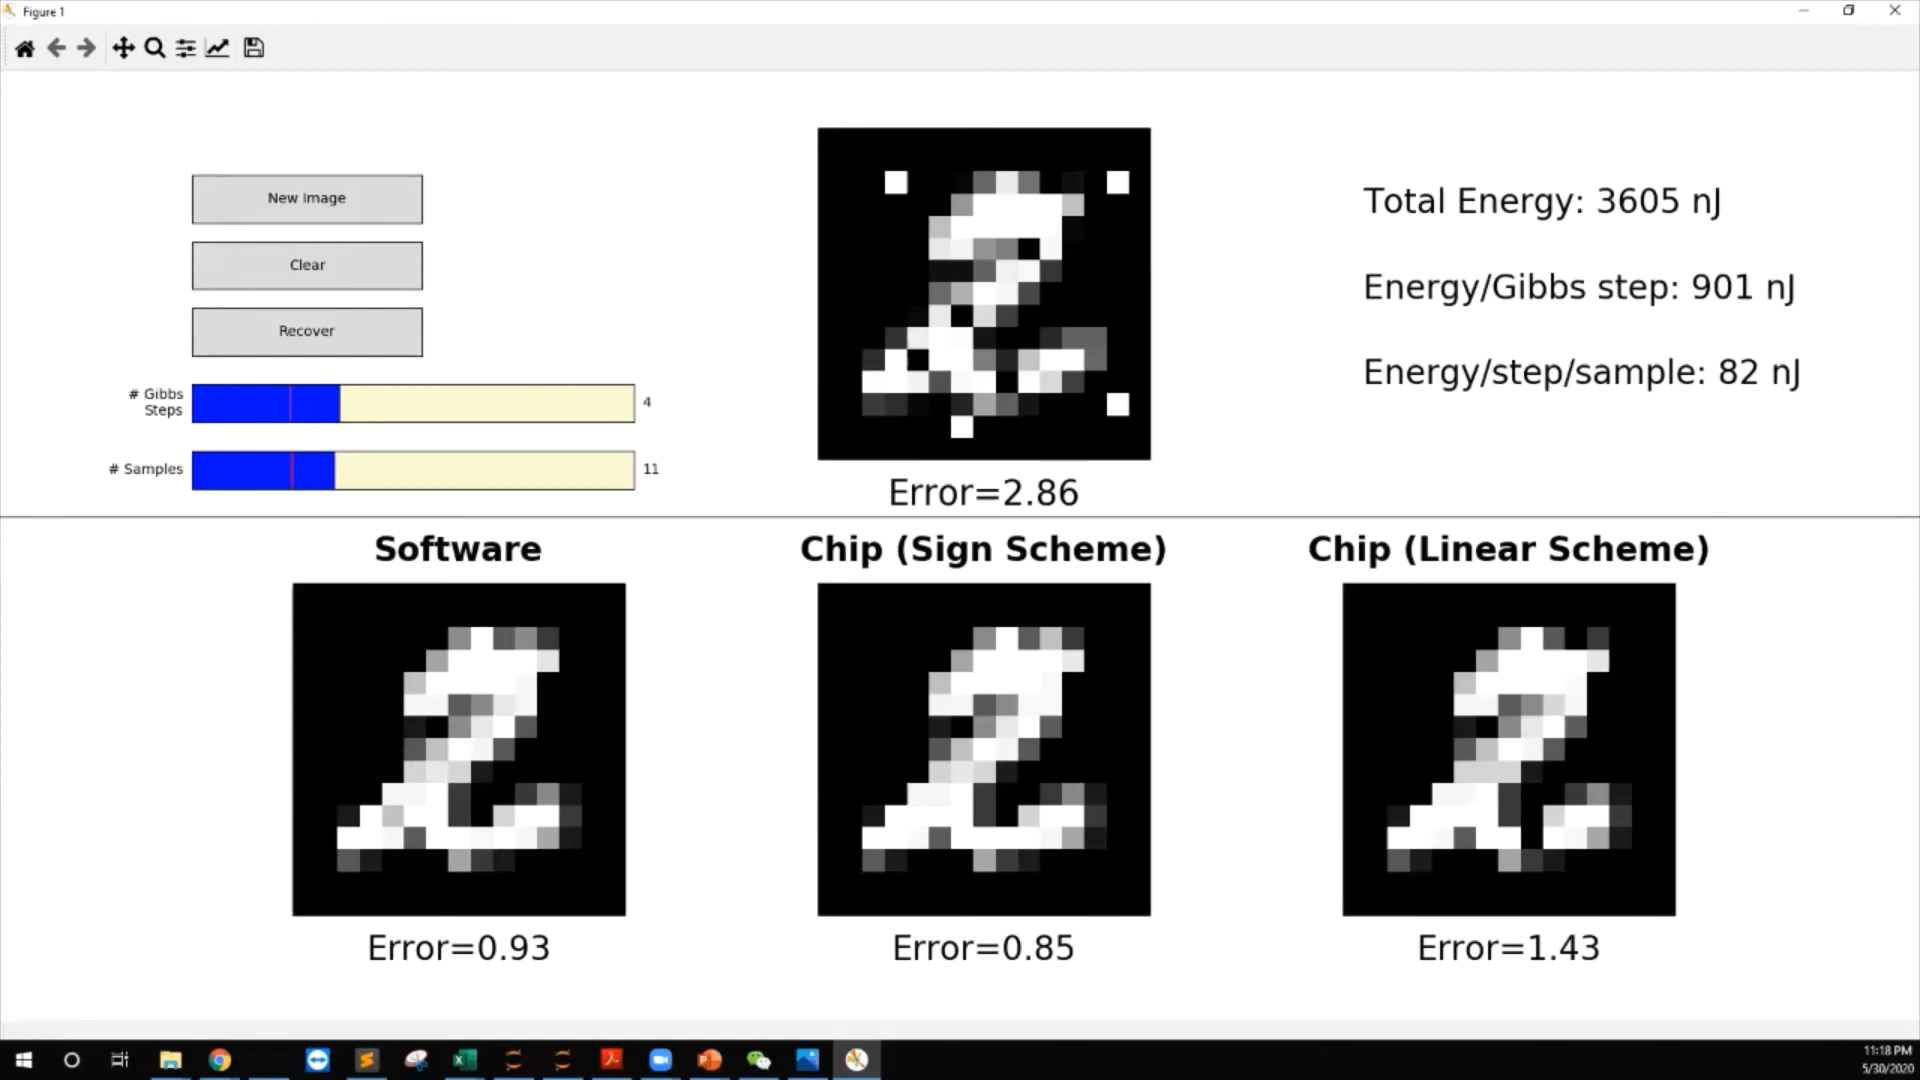 Figure 1
New Image
Clear
Recover
# Gibbs
Steps
4
# Samples
11
Error=2.86
Total Energy: 3605 nJ
Energy/Gibbs step: 901 nJ
Energy/step/sample: 82 nJ
Software
Chip (Sign Scheme)
Chip (Linear Scheme)
Error=0.93
Error=0.85
Error=1.43
11:18 PM
5/30/2020